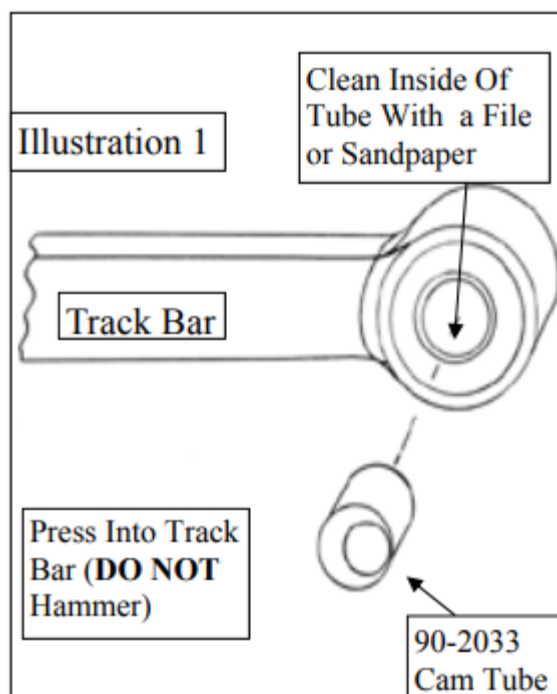 Clean Inside Of
Tube With a File
or Sandpaper
Illustration 1
Track Bar
Press Into Track
Bar (DO NOT
Hammer)
90-2033
Cam Tube